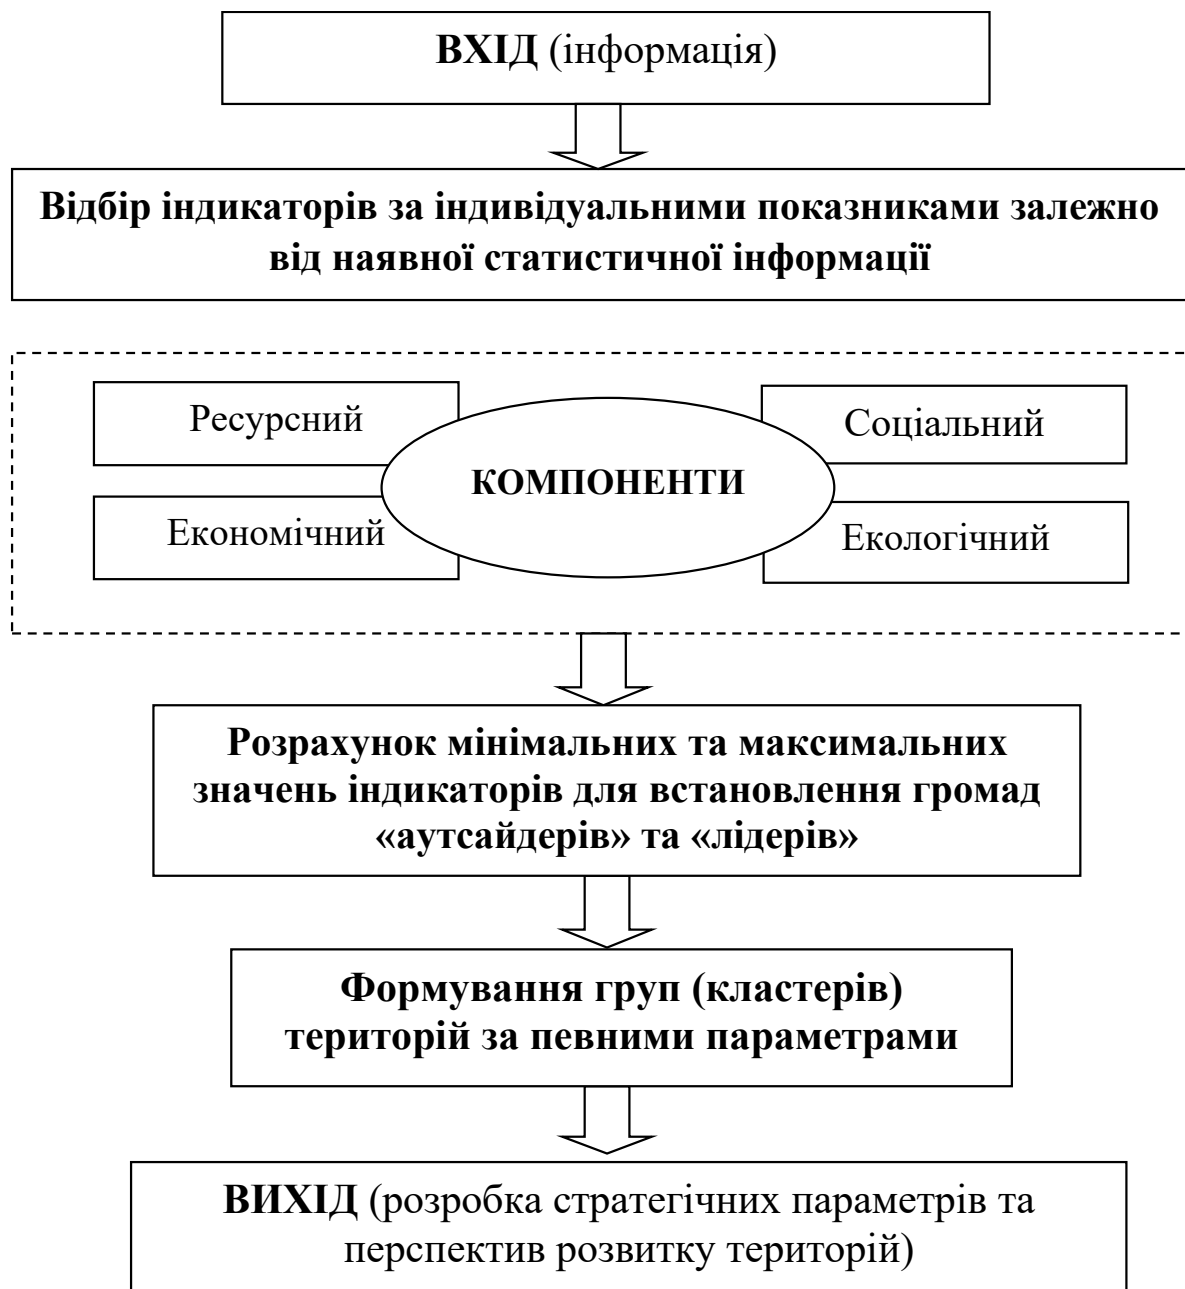 ВХІД (інформація)
Відбір індикаторів за індивідуальними показниками залежно
від наявної статистичної інформації
Ресурсний
Соціальний
КОМПОНЕНТИ
Економічний
Екологічний
Розрахунок мінімальних та максимальних
значень індикаторів для встановлення громад
«аутсайдерів» та «лідерів»
Формування груп (кластерів)
територій за певними параметрами
ВИХІД (розробка стратегічних параметрів та
перспектив розвитку територій)